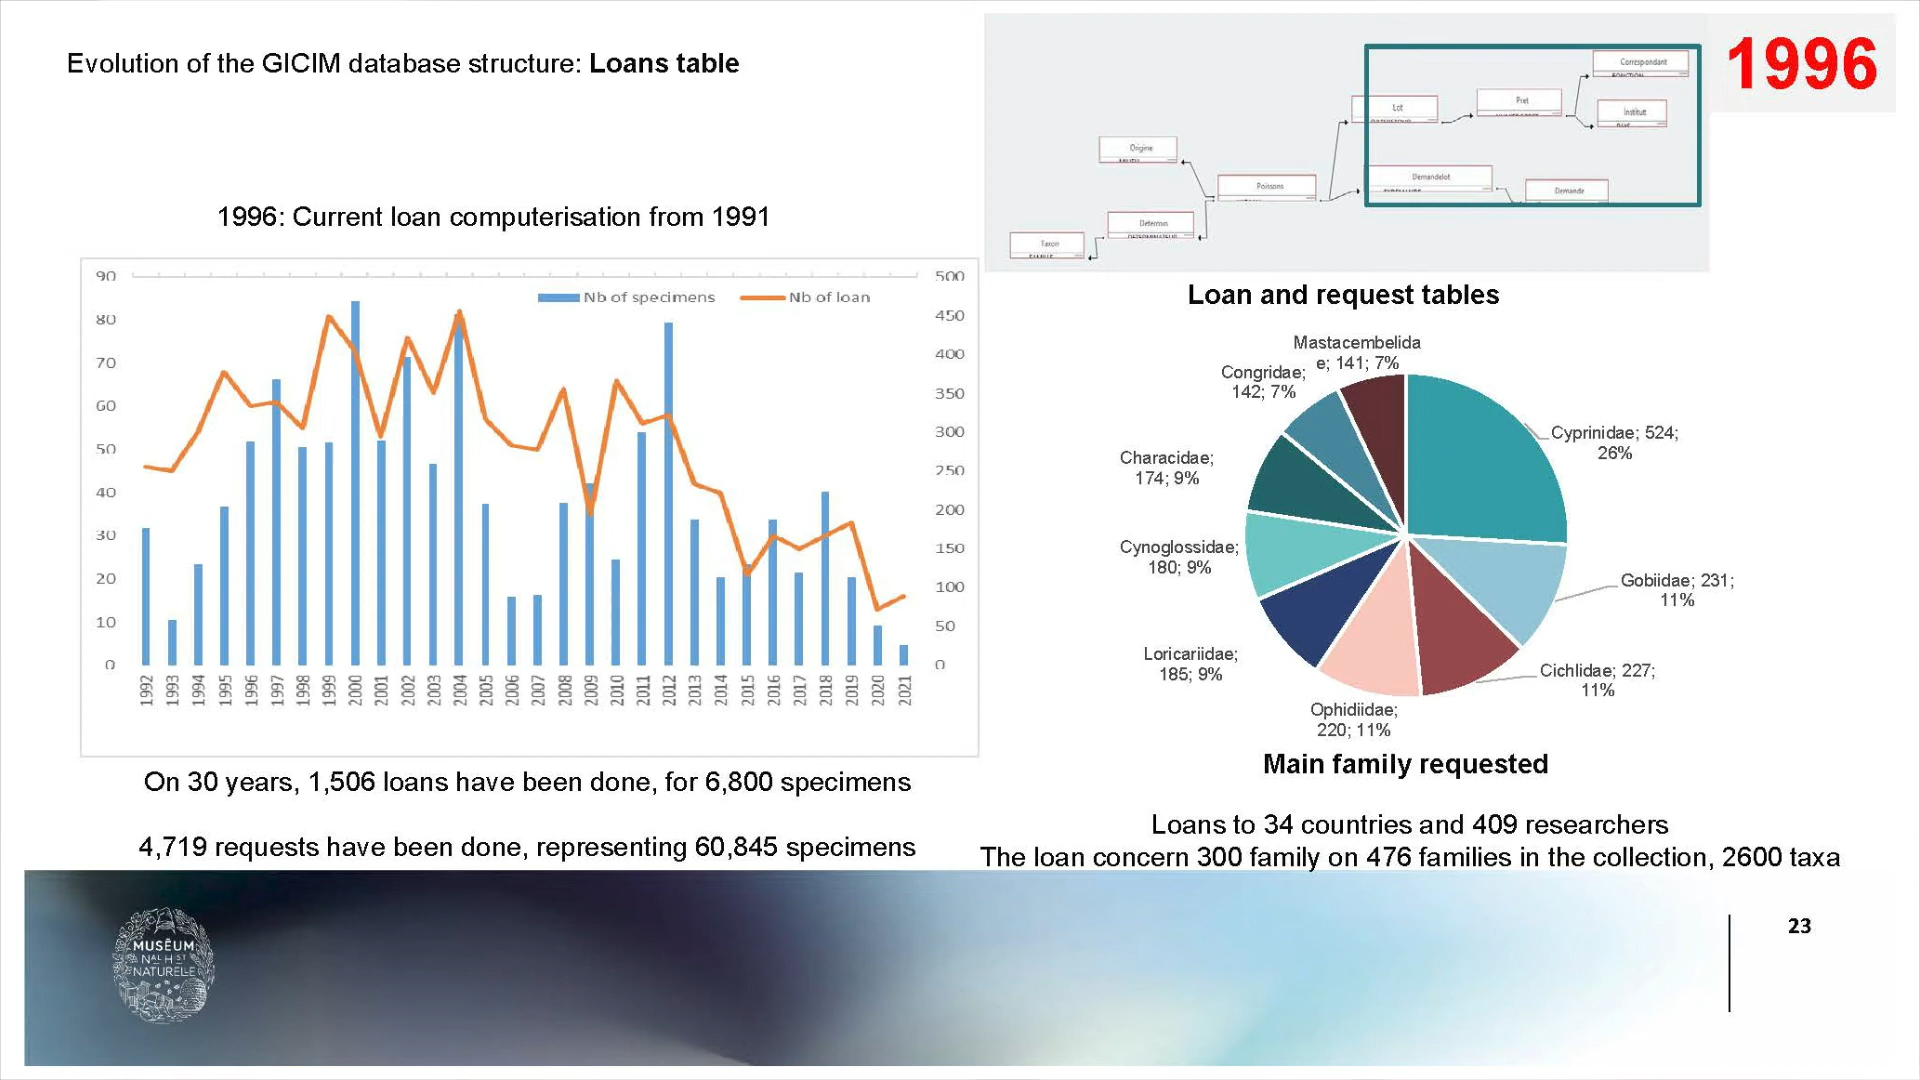 Evolution of the GICIM database structure: Loans table
1996
Correspondant
Lot
Pret
Institut
Origine
Demandelot
Poissons
Demande
Determin
Taxon
FAMILLE
1996: Current loan computerisation from 1991
90
80
70
60
50
40
30
20
10
0
500
450
400
350
300
250
200
150
100
50
0
Nb of specimens
Nb of loan
1992 1993 1994 1995 1996 1997 1998 1999 2000 2001 2002 2003 2004 2005 2006 2007 2008 2009 2010 2011 2012 2013 2014 2015 2016 2017 2018 2019 2020 2021
On 30 years, 1,506 loans have been done, for 6,800 specimens
4,719 requests have been done, representing 60,845 specimens
Loan and request tables
Mastacembelida
e; 141; 7%
Congridae;
142; 7%
Cyprinidae; 524;
26%
Characidae;
174; 9%
Cynoglossidae;
180; 9%
Gobiidae; 231;
11%
Loricariidae;
185; 9%
Cichlidae; 227;
11%
Ophidiidae;
220; 11%
Main family requested
Loans to 34 countries and 409 researchers
The loan concern 300 family on 476 families in the collection, 2600 taxa
MUSÉUM
NAL HIST
NATURELLE
23